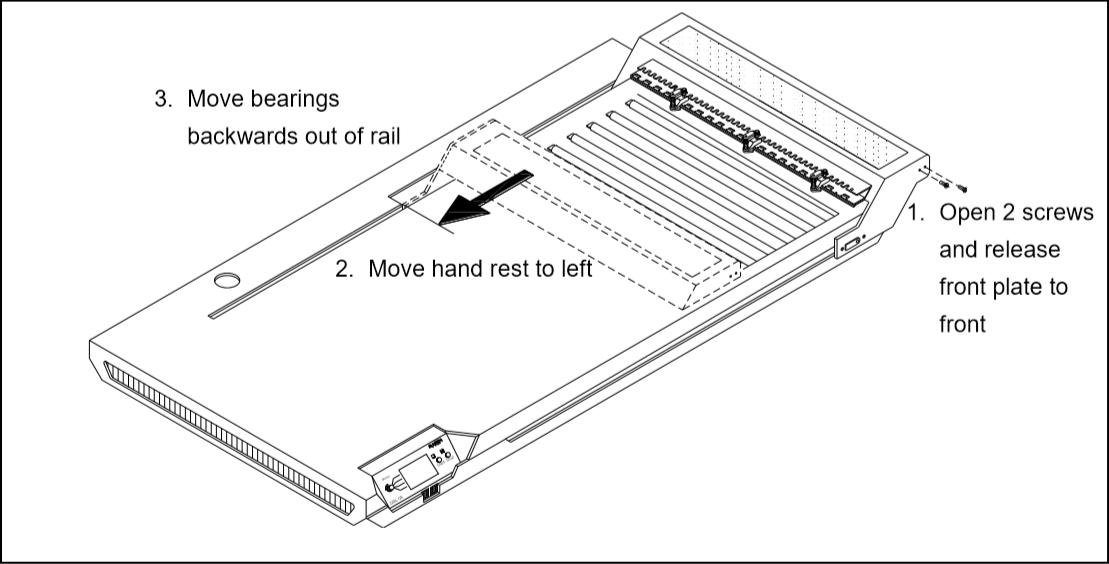 3. Move bearings
backwards out of rail
2. Move hand rest to left
1. Open 2 screws
and release
front plate to
front